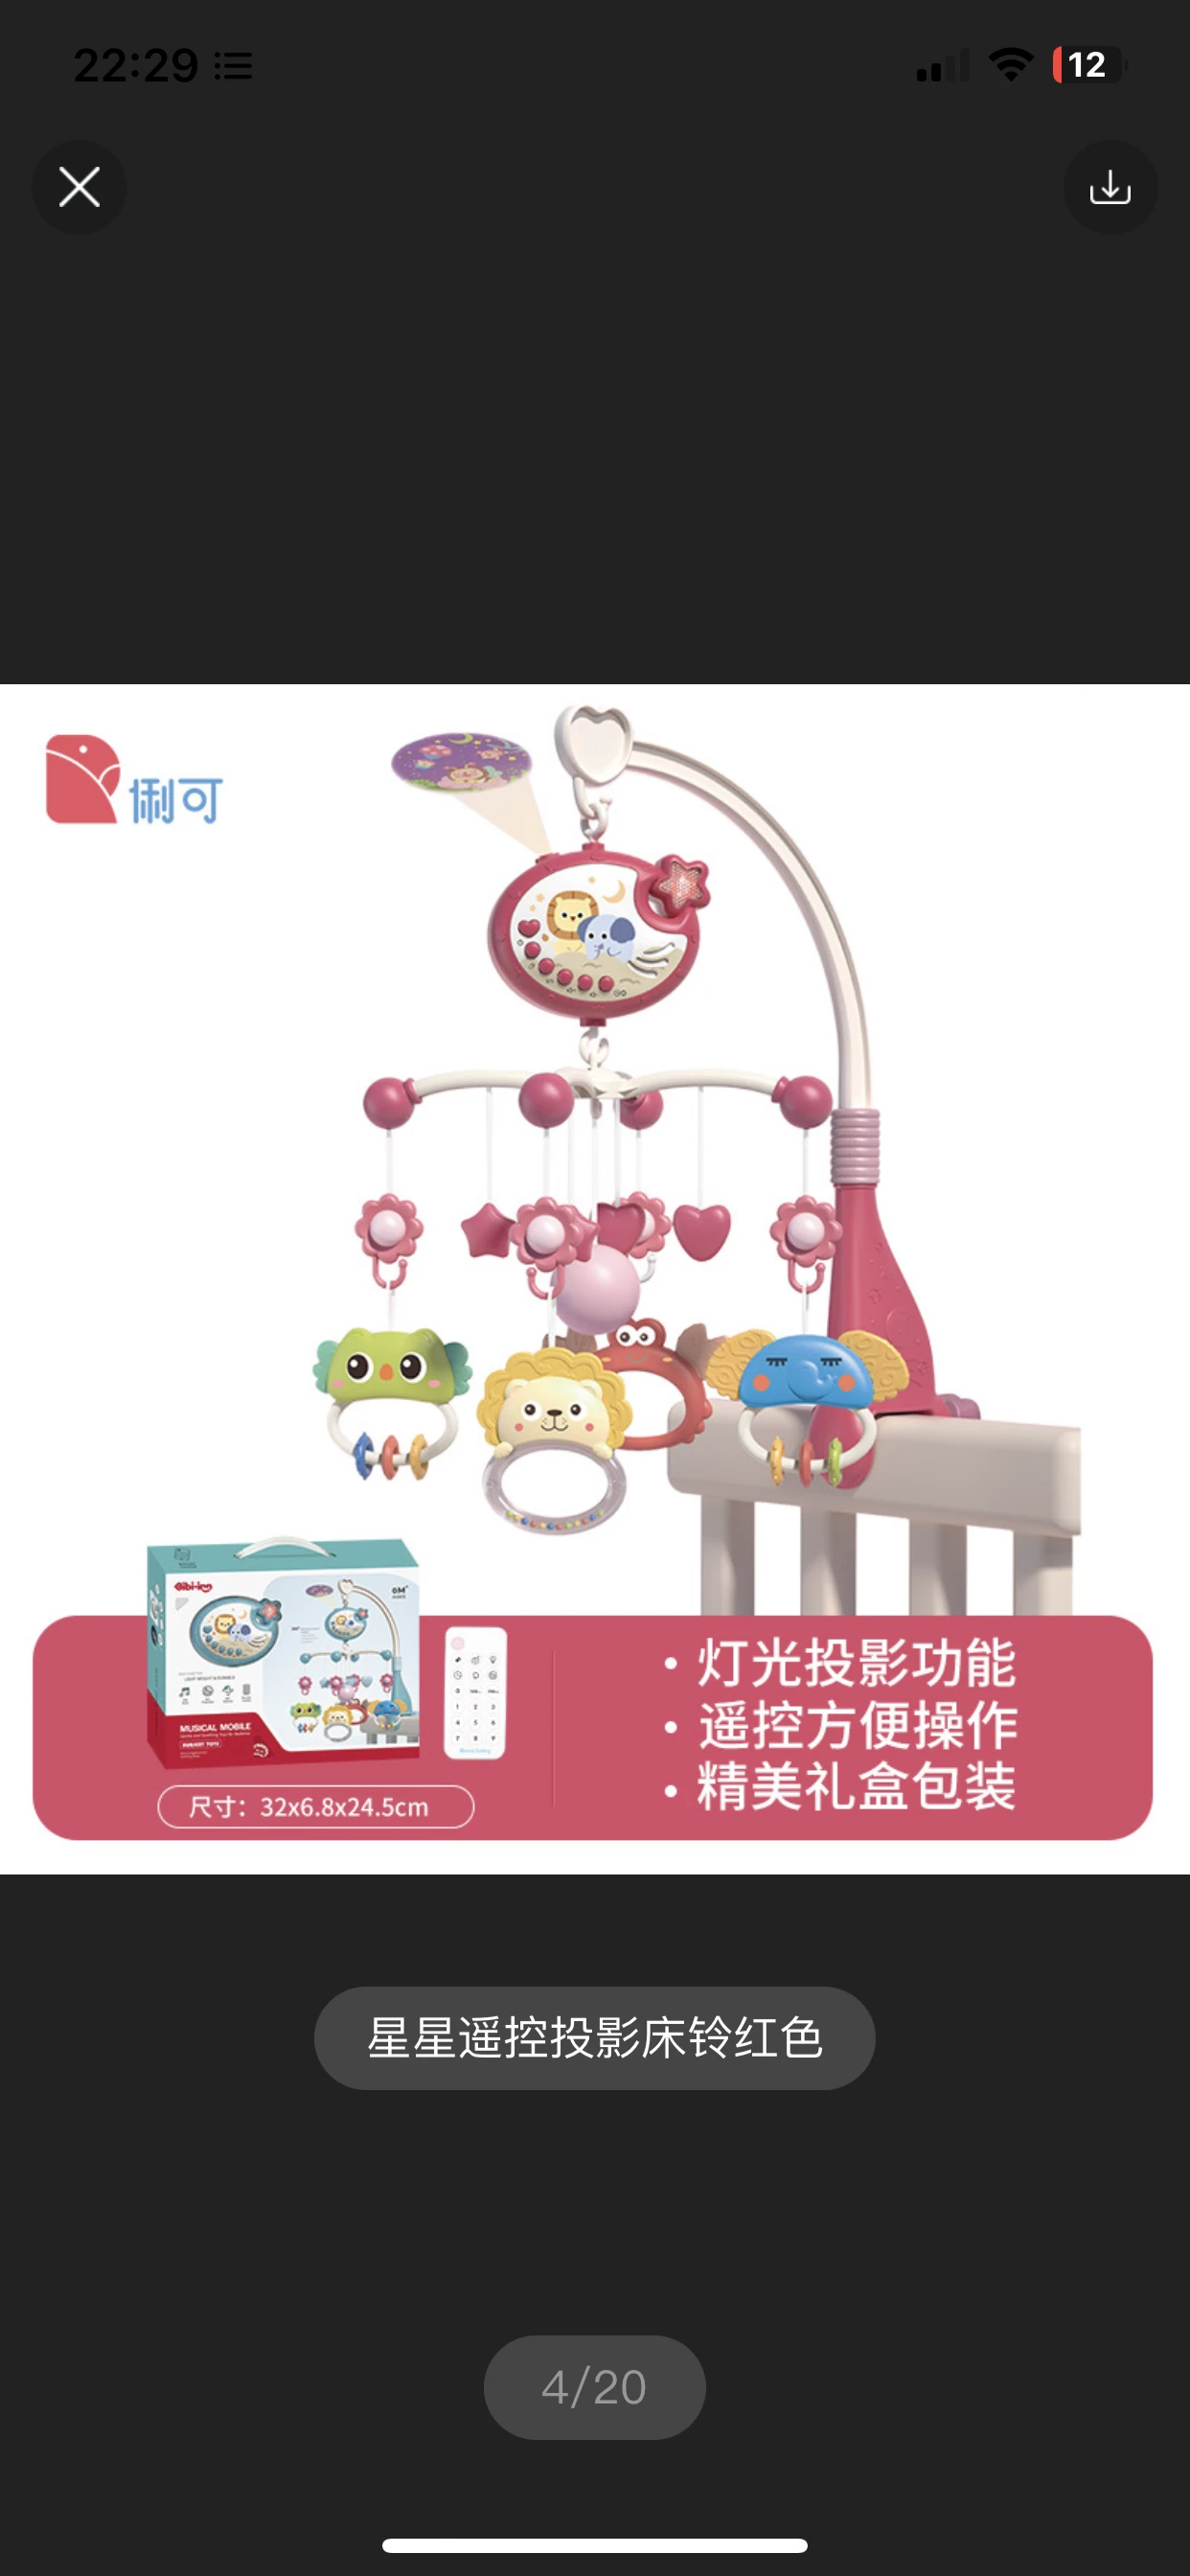 22:29
12
俐可
Bibi-inn
0M+
MUSICAL MOBILE
尺寸：32x6.8x24.5cm
• 灯光投影功能
• 遥控方便操作
• 精美礼盒包装
星星遥控投影床铃红色
4/20